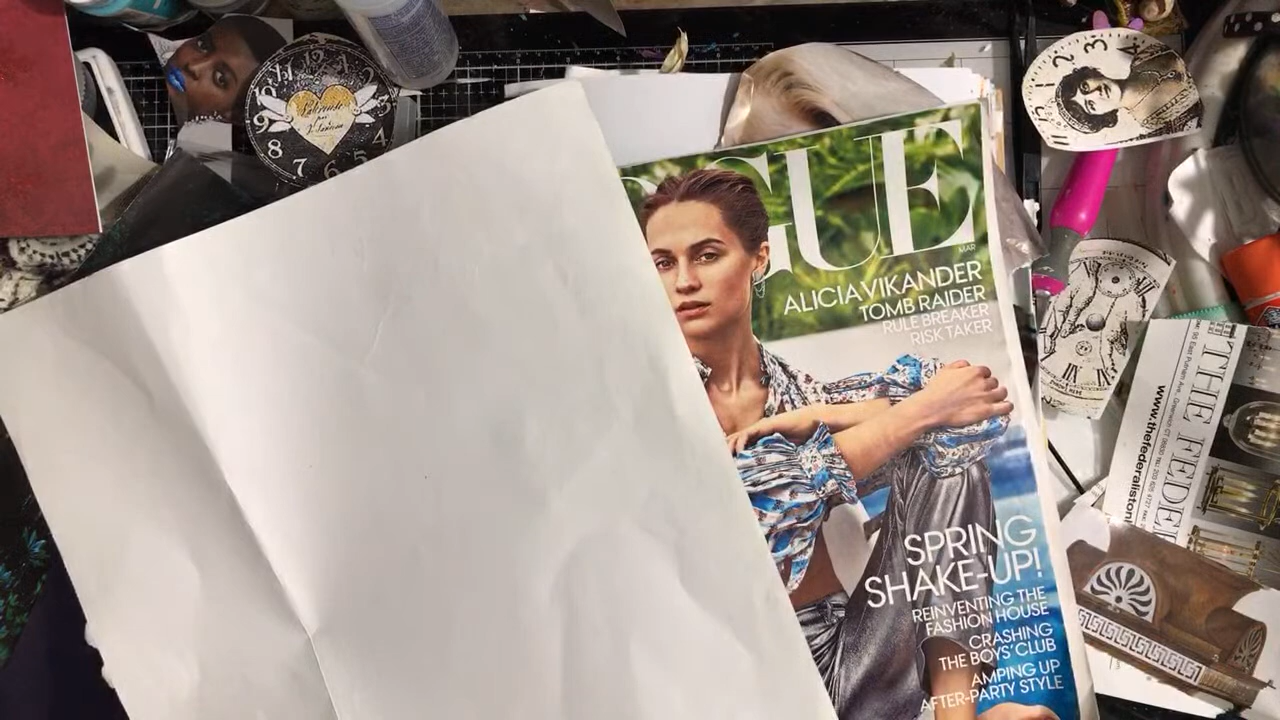 GUE
MAR
ALICIA VIKANDER
TOMB RAIDER
RULE BREAKER
RISK TAKER
SPRING
SHAKE-UP!
REINVENTING THE
FASHION HOUSE
CRASHING
THE BOYS' CLUB
AMPING UP
AFTER-PARTY STYLE
THE FEDE
www.thefederalist